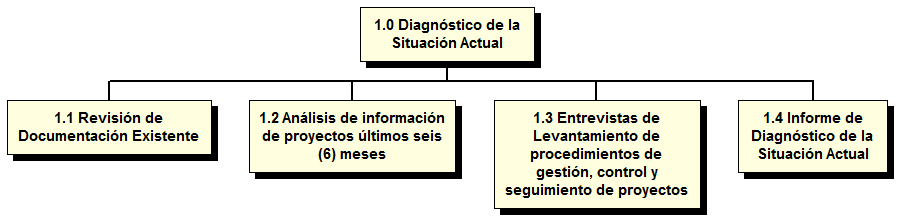 1.0 Diagnóstico de la
Situación Actual
1.1 Revisión de
Documentación Existente
1.2 Análisis de información
de proyectos últimos seis
(6) meses
1.3 Entrevistas de
Levantamiento de
procedimientos de
gestión, control y
seguimiento de proyectos
1.4 Informe de
Diagnóstico de la
Situación Actual